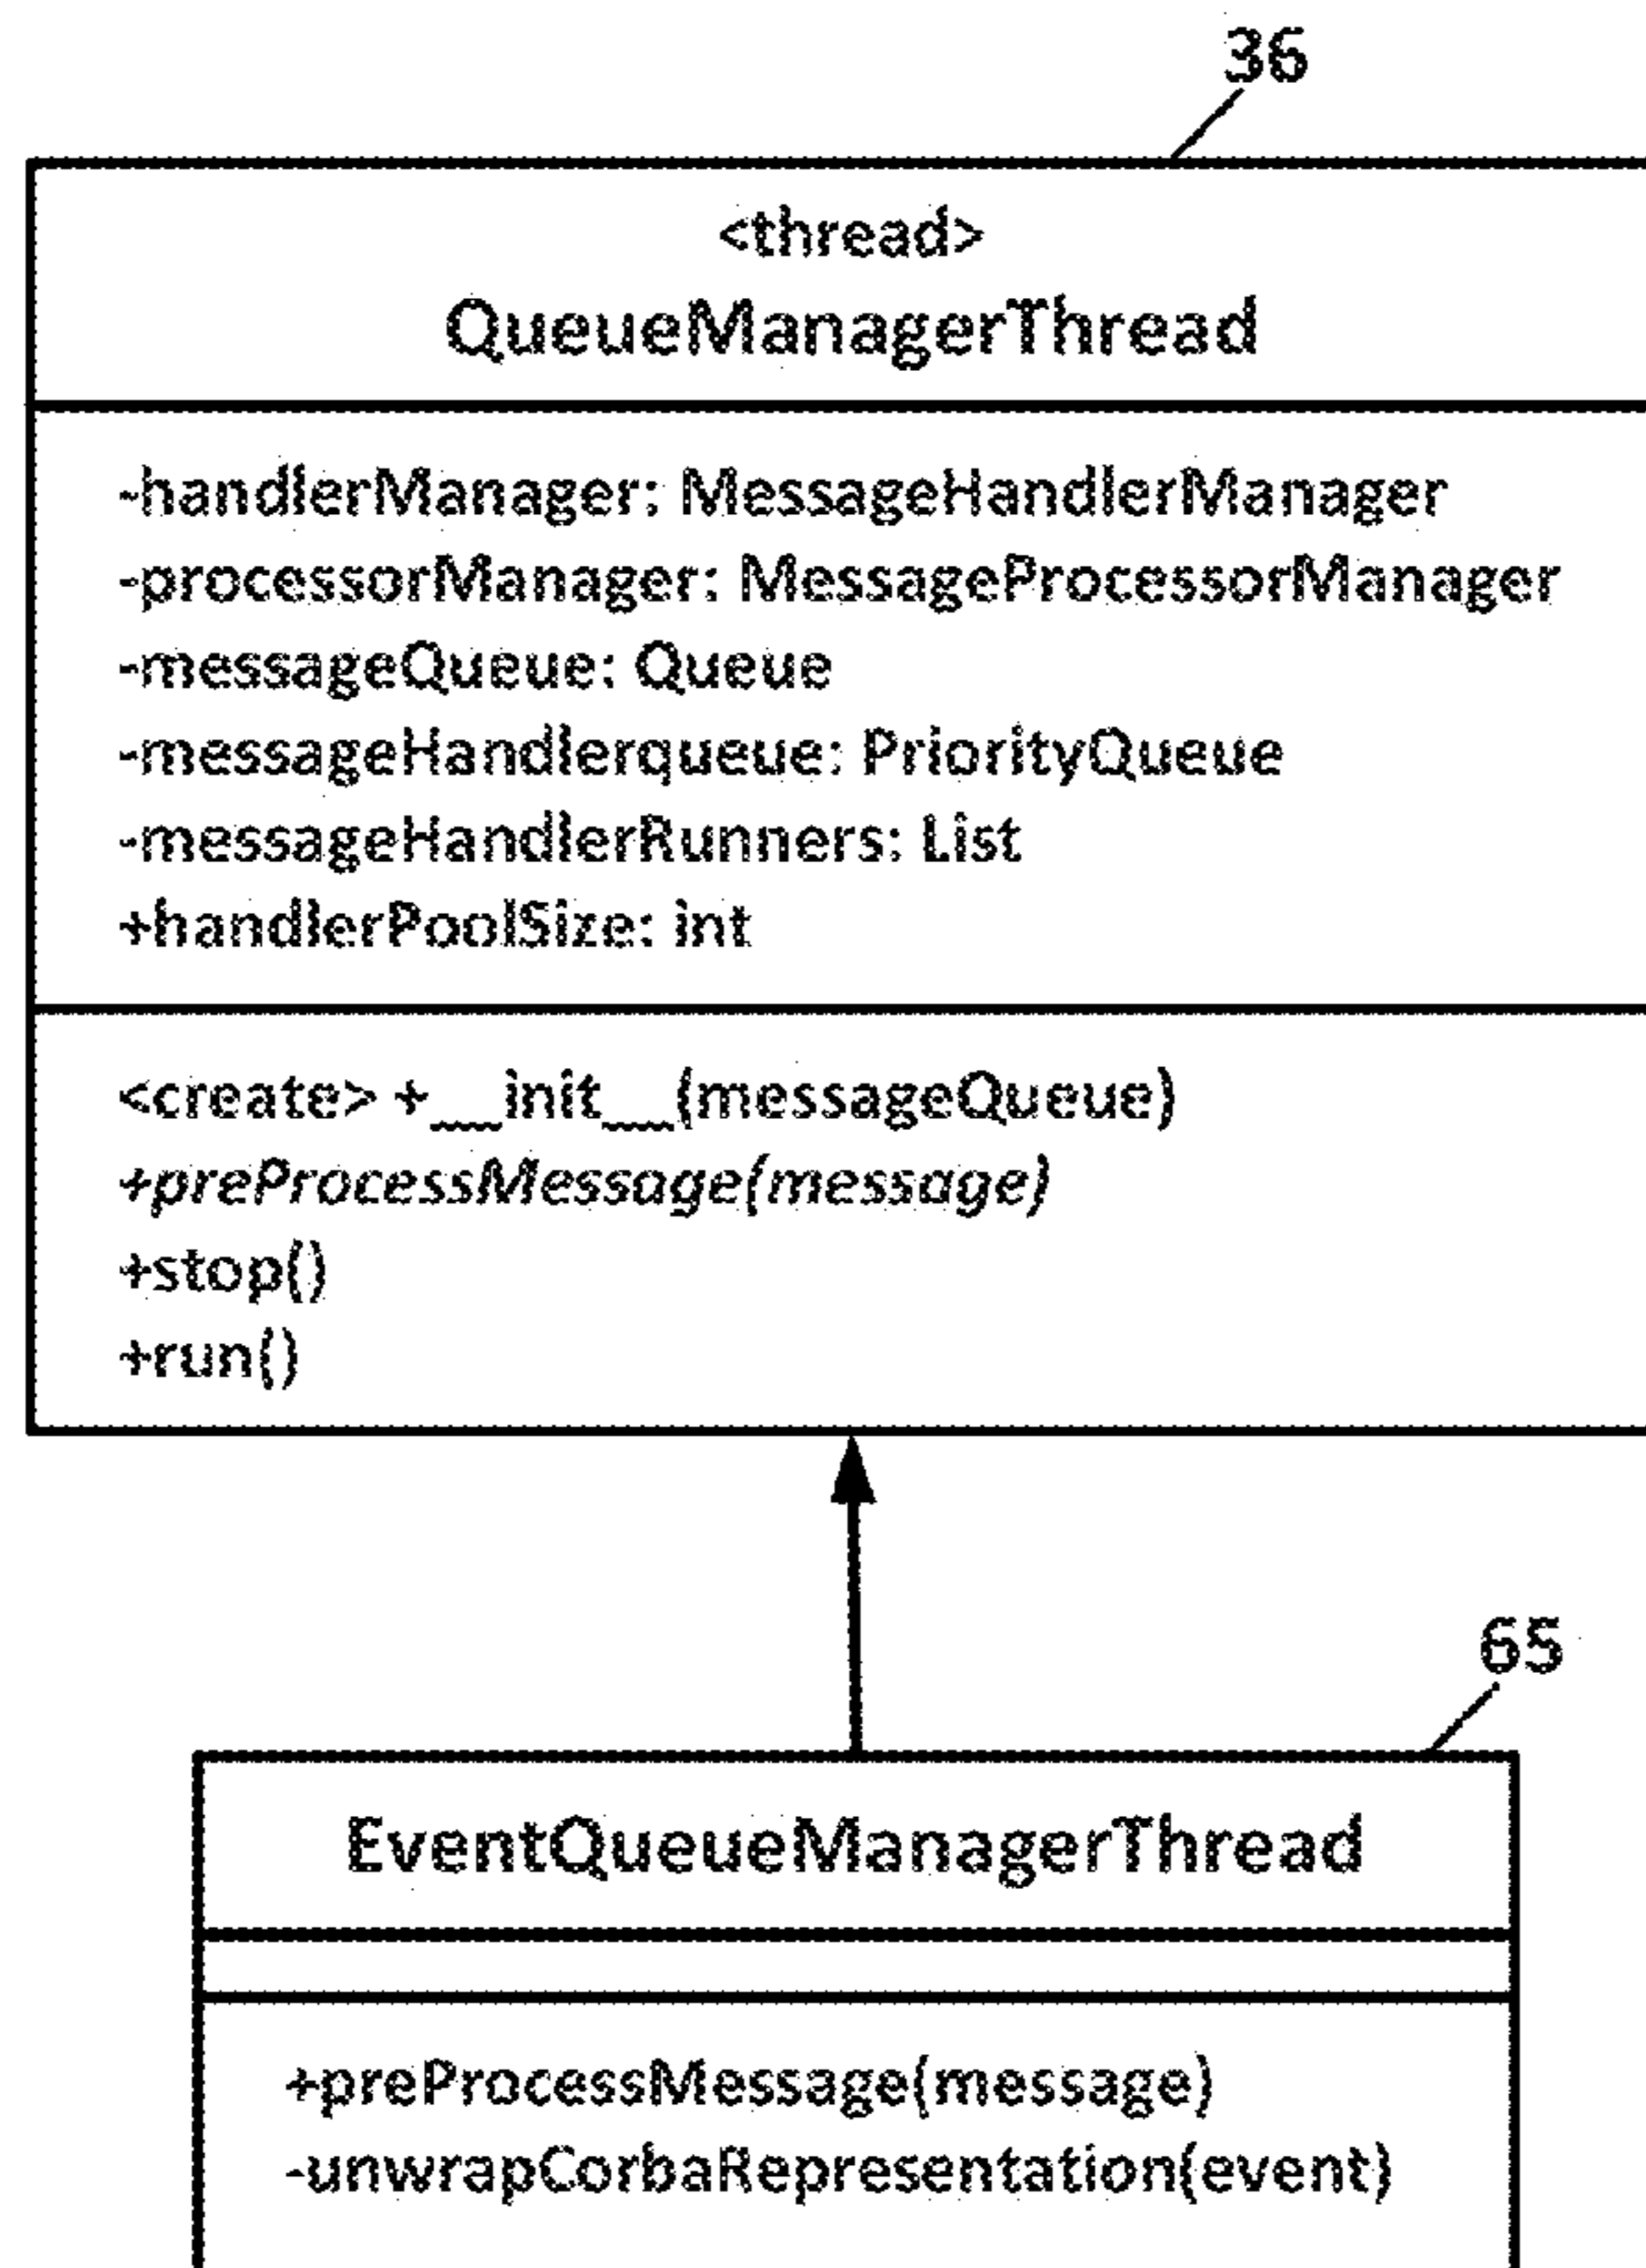 36
<thread>
QueueManagerThread
-handlerManager: MessageHandlerManager
-processorManager: MessageProcessorManager
-messageQueue: Queue
-messageHandlerqueue: PriorityQueue
-messageHandlerRunners: List
+handlerPoolSize: int
<create> +__init__(messageQueue)
+preProcessMessage(message)
+stop()
+run()
65
EventQueueManagerThread
+preProcessMessage(message)
-unwrapCorbaRepresentation(event)